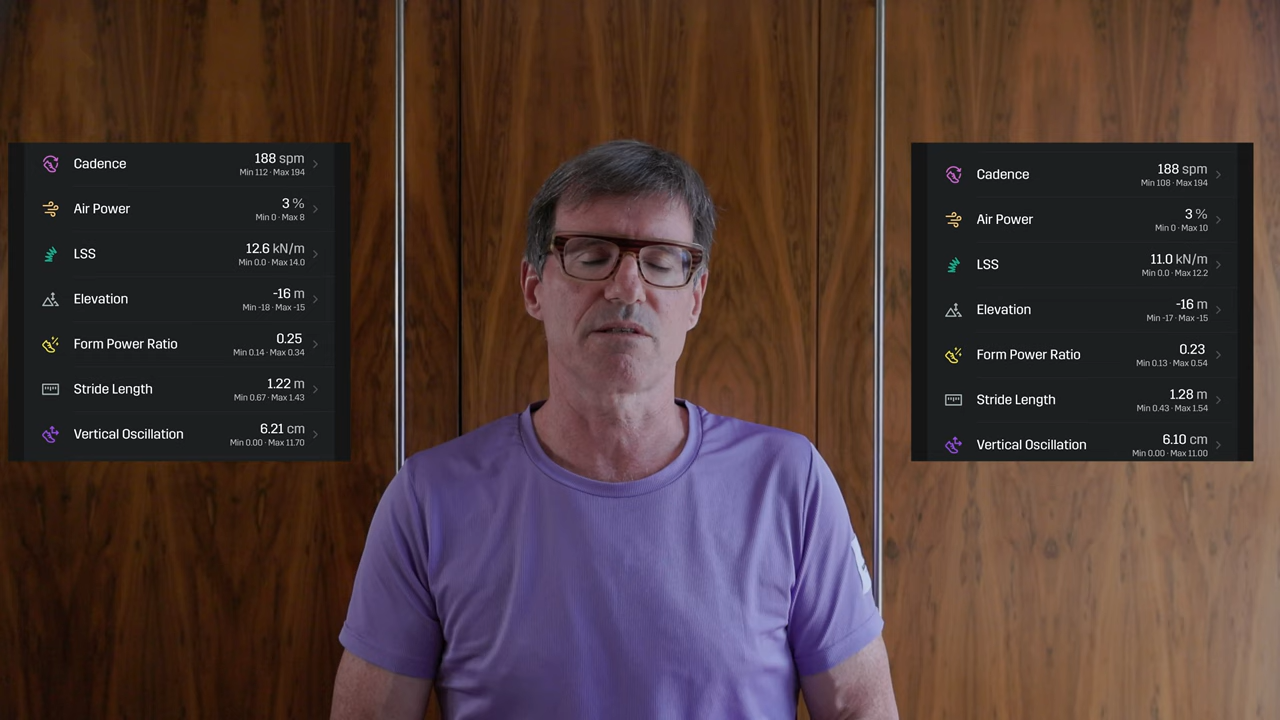 Cadence
188 spm
Min 112 · Max 194
Air Power
3 %
Min 0 · Max 8
LSS
12.6 kN/m
Min 0.0 · Max 14.0
Elevation
-16 m
Min -18 · Max -15
Form Power Ratio
0.25
Min 0.14 · Max 0.34
Stride Length
1.22 m
Min 0.67 · Max 1.43
Vertical Oscillation
6.21 cm
Min 0.00 · Max 11.70
Cadence
188 spm
Min 108 · Max 194
Air Power
3 %
Min 0 · Max 10
LSS
11.0 kN/m
Min 0.0 · Max 12.2
Elevation
-16 m
Min -17 · Max -15
Form Power Ratio
0.23
Min 0.13 · Max 0.54
Stride Length
1.28 m
Min 0.43 · Max 1.54
Vertical Oscillation
6.10 cm
Min 0.00 · Max 11.00